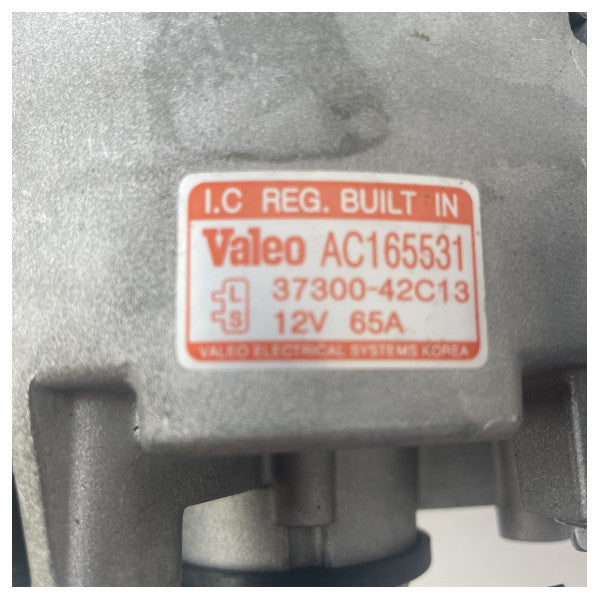 I.C REG. BUILT IN
Valeo AC165531
L 37300-42C13
S 12V 65A
VALEO ELECTRICAL SYSTEMS KOREA